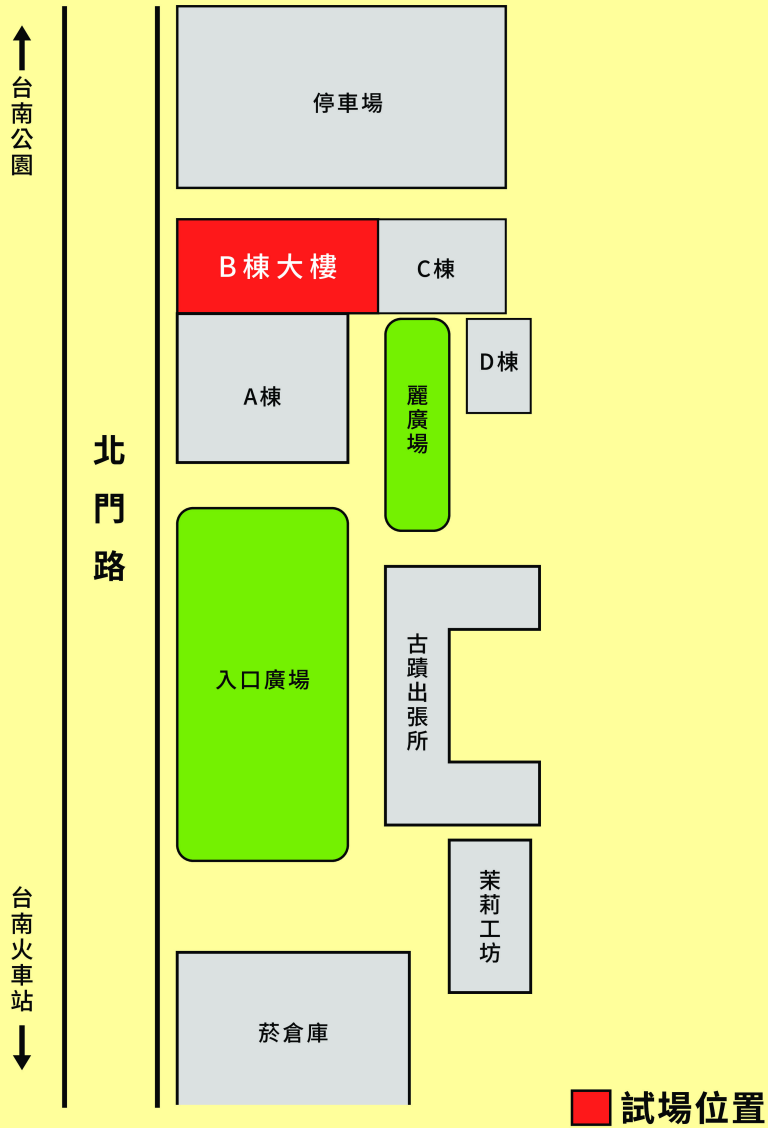 台南公園
停車場
B棟大樓
C棟
D棟
A棟
麗廣場
北門路
入口廣場
古蹟出張所
茉莉工坊
台南火車站
菸倉庫
試場位置